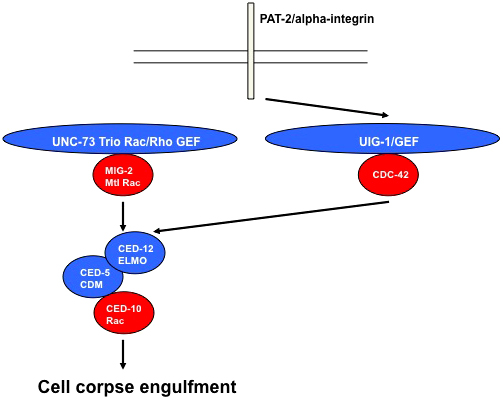 PAT-2/alpha-integrin
UNC-73 Trio Rac/Rho GEF
UIG-1/GEF
MIG-2
Mtl Rac
CDC-42
CED-12
ELMO
CED-5
CDM
CED-10
Rac
Cell corpse engulfment